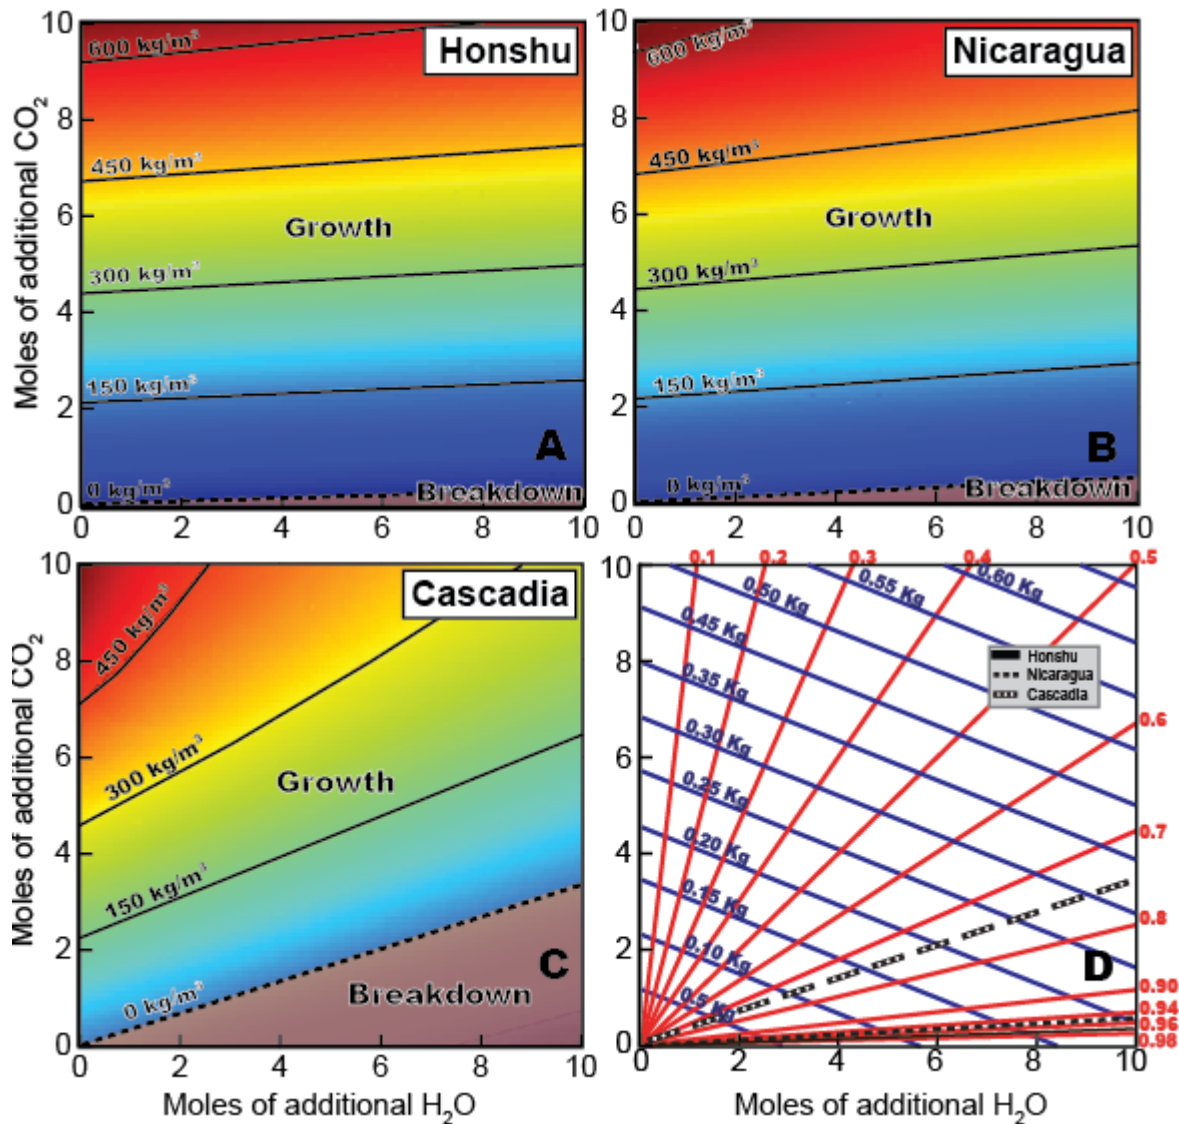 Honshu
Moles of additional CO2
10
8
6
4
2
0
600 kg/m³
450 kg/m³
Growth
300 kg/m³
150 kg/m³
0 kg/m³
A
Breakdown
0 2 4 6 8 10
Nicaragua
10
8
6
4
2
0
600 kg/m³
450 kg/m³
Growth
300 kg/m³
150 kg/m³
0 kg/m³
B
Breakdown
0 2 4 6 8 10
Cascadia
Moles of additional CO2
10
8
6
4
2
0
450 kg/m³
300 kg/m³
Growth
150 kg/m³
0 kg/m³
C
Breakdown
0 2 4 6 8 10
Moles of additional H2O
0.1 0.2 0.3 0.4 0.5
10
8
6
4
2
0
0.60 Kg
0.55 Kg
0.50 Kg
0.45 Kg
0.35 Kg
0.30 Kg
0.25 Kg
0.20 Kg
0.15 Kg
0.10 Kg
0.5 Kg
Honshu
Nicaragua
Cascadia
0.6
0.7
0.8
0.90
0.94
0.96
0.98
D
0 2 4 6 8 10
Moles of additional H2O